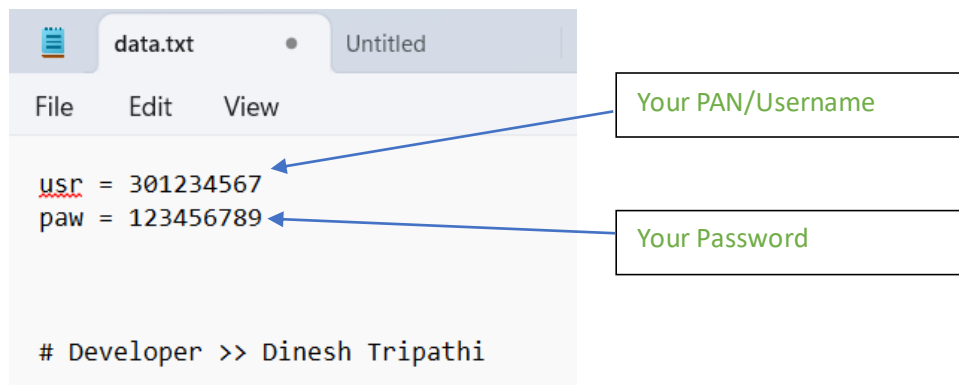 data.txt
Untitled
File Edit View
Your PAN/Username
usr = 301234567
paw = 123456789
Your Password
# Developer >> Dinesh Tripathi